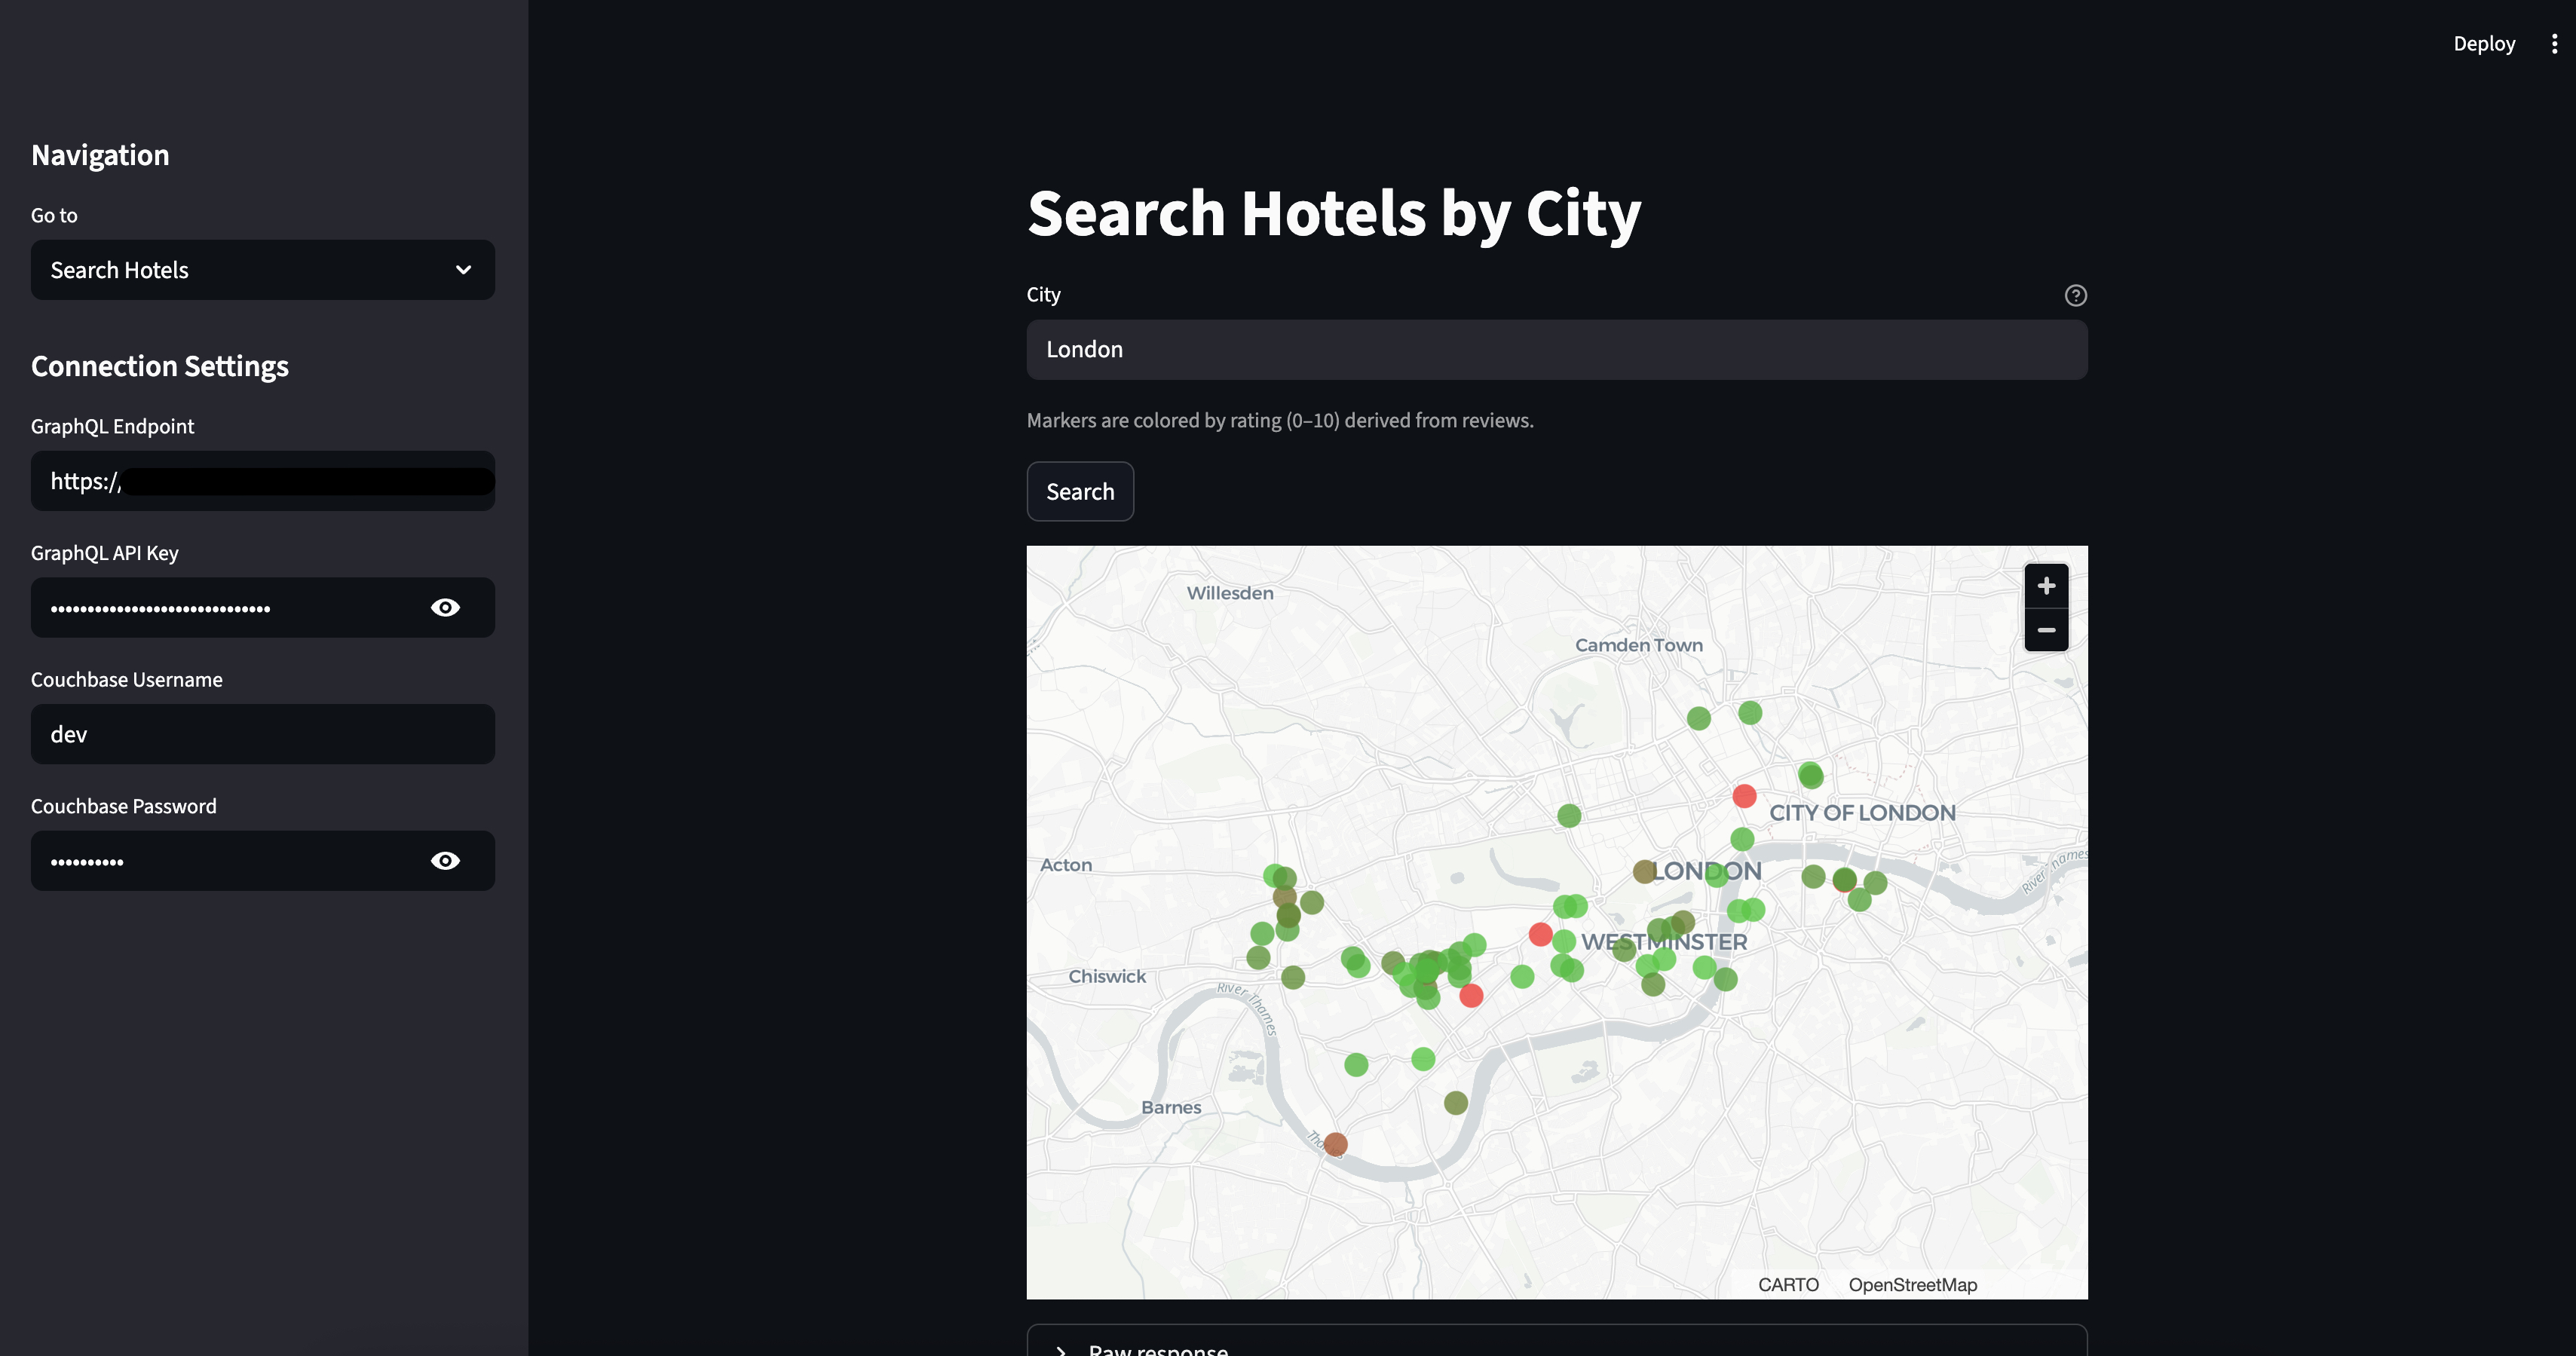 Deploy
Navigation
Go to
Search Hotels
Connection Settings
GraphQL Endpoint
https://
GraphQL API Key
••••••••••••••••••••••••••••••
Couchbase Username
dev
Couchbase Password
••••••••••
Search Hotels by City
City
London
Markers are colored by rating (0–10) derived from reviews.
Search
+
−
Willesden
Camden Town
CITY OF LONDON
Acton
LONDON
River Thames
WESTMINSTER
Chiswick
River Thames
Barnes
CARTO
OpenStreetMap
Raw response